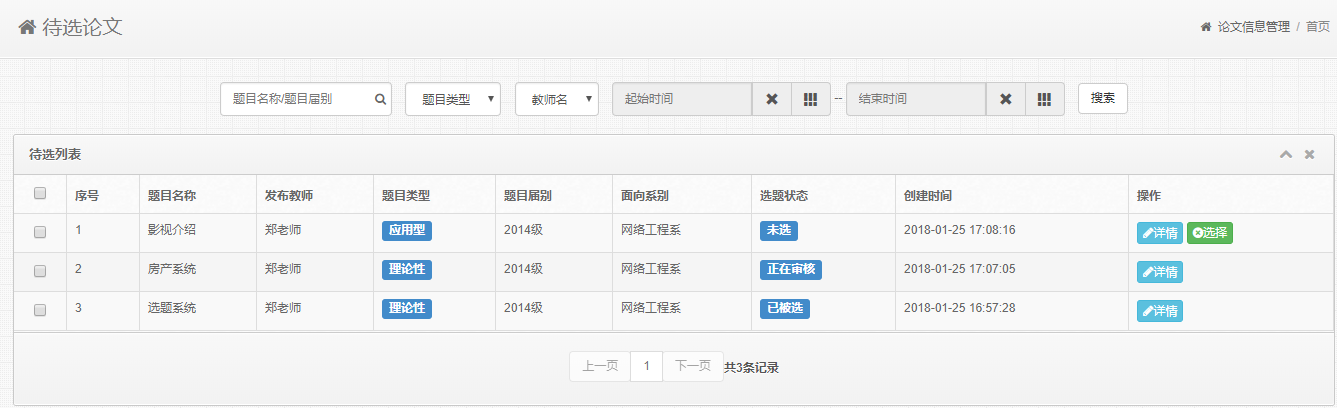 待选论文
论文信息管理 / 首页
题目名称/题目届别 题目类型 教师名 起始时间 -- 结束时间 搜索
待选列表
序号 题目名称 发布教师 题目类型 题目届别 面向系别 选题状态 创建时间 操作
1 影视介绍 郑老师 应用型 2014级 网络工程系 未选 2018-01-25 17:08:16 详情 选择
2 房产系统 郑老师 理论性 2014级 网络工程系 正在审核 2018-01-25 17:07:05 详情
3 选题系统 郑老师 理论性 2014级 网络工程系 已被选 2018-01-25 16:57:28 详情
上一页 1 下一页 共3条记录